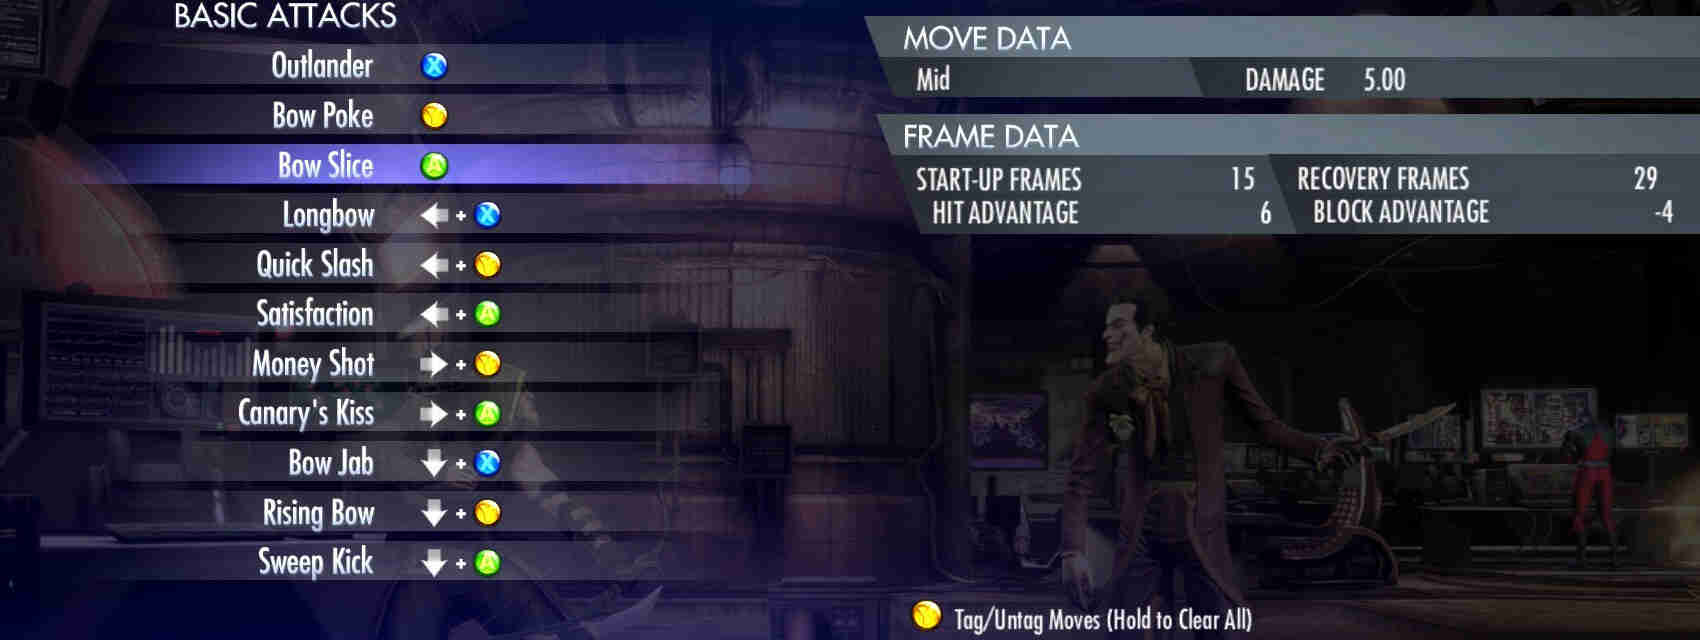 BASIC ATTACKS
Outlander X
Bow Poke Y
Bow Slice A
Longbow + X
Quick Slash + Y
Satisfaction + A
Money Shot + Y
Canary's Kiss + A
Bow Jab + X
Rising Bow + Y
Sweep Kick + A
MOVE DATA
Mid DAMAGE 5.00
FRAME DATA
START-UP FRAMES 15 RECOVERY FRAMES 29
HIT ADVANTAGE 6 BLOCK ADVANTAGE -4
Y Tag/Untag Moves (Hold to Clear All)